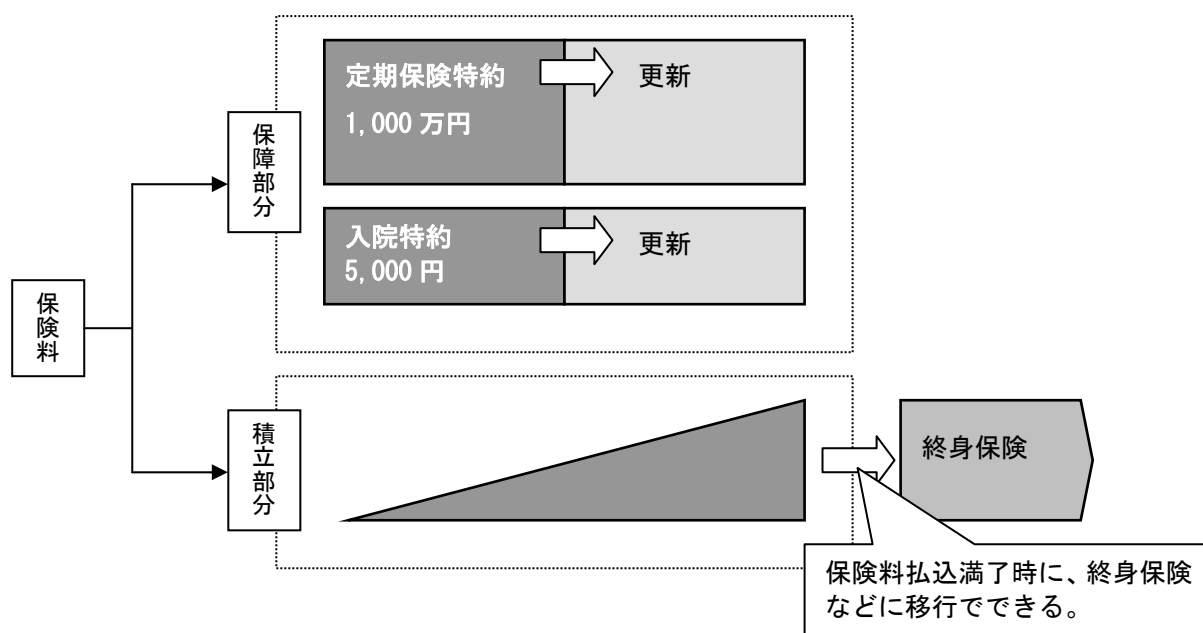 保険料
保障部分
定期保険特約
1,000 万円
更新
入院特約
5,000 円
更新
積立部分
終身保険
保険料払込満了時に、終身保険
などに移行でできる。